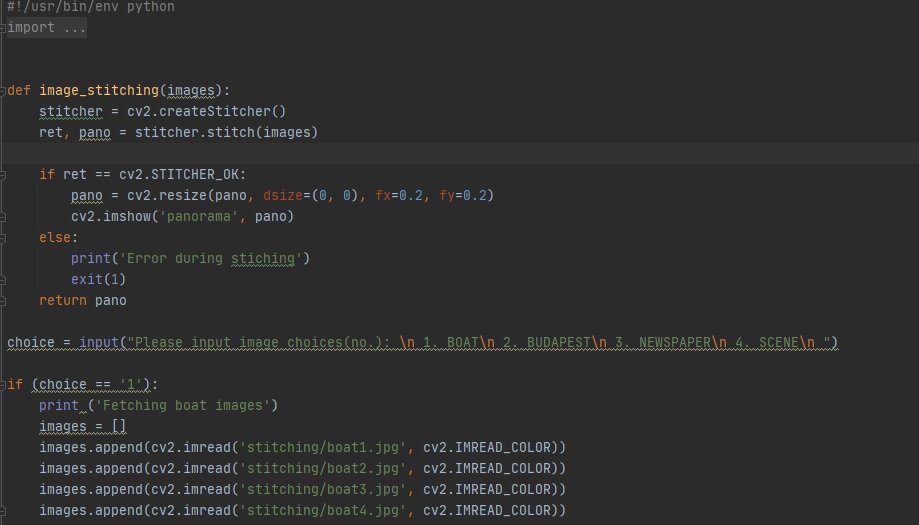 #!/usr/bin/env python
import ...
def image_stitching(images):
    stitcher = cv2.createStitcher()
    ret, pano = stitcher.stitch(images)
    if ret == cv2.STITCHER_OK:
        pano = cv2.resize(pano, dsize=(0, 0), fx=0.2, fy=0.2)
        cv2.imshow('panorama', pano)
    else:
        print('Error during stiching')
        exit(1)
    return pano
choice = input("Please input image choices(no.): \n 1. BOAT\n 2. BUDAPEST\n 3. NEWSPAPER\n 4. SCENE\n ")
if (choice == '1'):
    print ('Fetching boat images')
    images = []
    images.append(cv2.imread('stitching/boat1.jpg', cv2.IMREAD_COLOR))
    images.append(cv2.imread('stitching/boat2.jpg', cv2.IMREAD_COLOR))
    images.append(cv2.imread('stitching/boat3.jpg', cv2.IMREAD_COLOR))
    images.append(cv2.imread('stitching/boat4.jpg', cv2.IMREAD_COLOR))